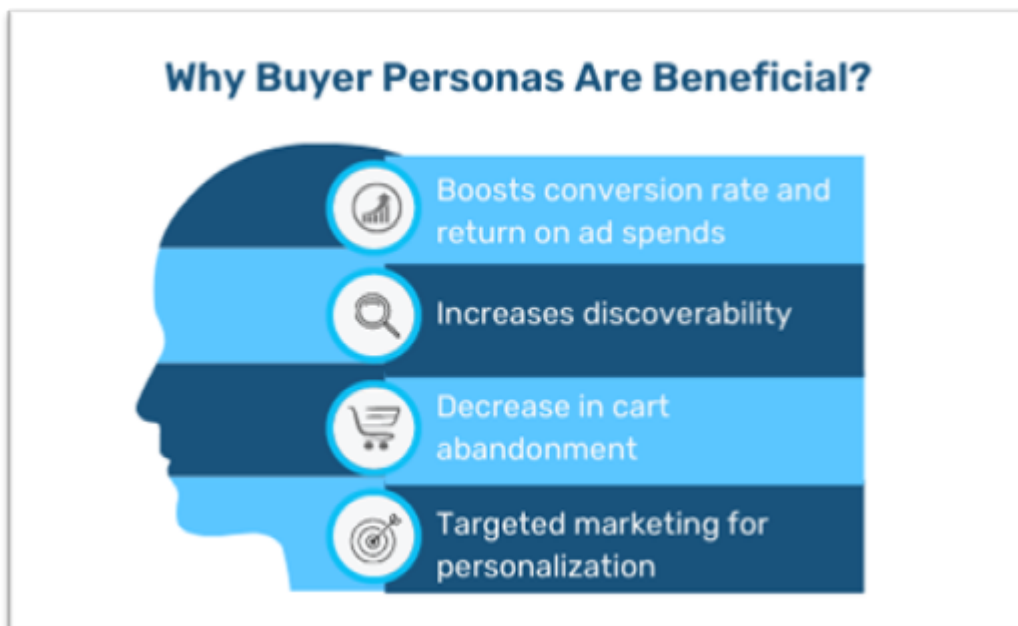 Why Buyer Personas Are Beneficial?
Boosts conversion rate and
return on ad spends
Increases discoverability
Decrease in cart
abandonment
Targeted marketing for
personalization